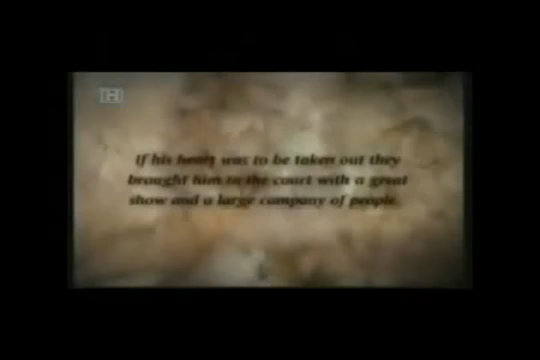 H
If his heart was to be taken out they
brought him to the court with a great
show and a large company of people.